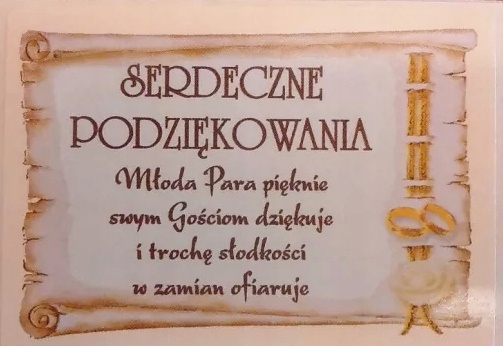 SERDECZNE
PODZIĘKOWANIA
Młoda Para pięknie
swym Gościom dziękuje
i trochę słodkości
w zamian ofiaruje